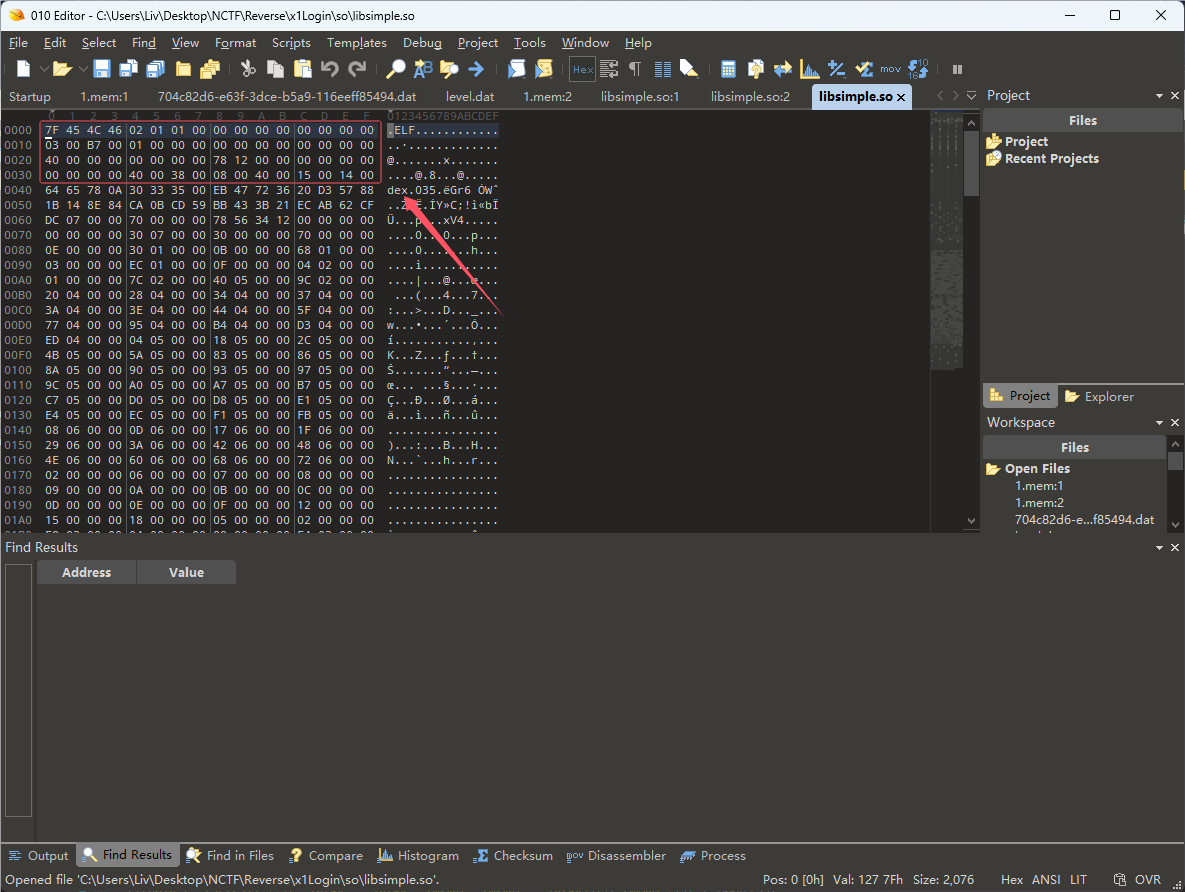 010 Editor - C:\Users\Liv\Desktop\NCTF\Reverse\x1Login\so\libsimple.so
File Edit Select Find View Format Scripts Templates Debug Project Tools Window Help
Hex mov
Startup 1.mem:1 704c82d6-e63f-3dce-b5a9-116eeff85494.dat level.dat 1.mem:2 libsimple.so:1 libsimple.so:2 libsimple.so
0 1 2 3 4 5 6 7 8 9 A B C D E F 0123456789ABCDEF
0000 7F 45 4C 46 02 01 01 00 00 00 00 00 00 00 00 00 .ELF............
0010 03 00 B7 00 01 00 00 00 00 00 00 00 00 00 00 00 ..·.............
0020 40 00 00 00 00 00 00 00 78 12 00 00 00 00 00 00 @.......x.......
0030 00 00 00 00 40 00 38 00 08 00 40 00 15 00 14 00 ....@.8...@.....
0040 64 65 78 0A 30 33 35 00 EB 47 72 36 20 D3 57 88 dex.035.ëGr6 ÓWˆ
0050 1B 14 8E 84 CA 0B CD 59 BB 43 3B 21 EC AB 62 CF
0060 DC 07 00 00 70 00 00 00 78 56 34 12 00 00 00 00
0070 00 00 00 00 30 07 00 00 30 00 00 00 70 00 00 00
0080 0E 00 00 00 30 01 00 00 0B 00 00 00 68 01 00 00
0090 03 00 00 00 EC 01 00 00 0F 00 00 00 04 02 00 00
00A0 01 00 00 00 7C 02 00 00 40 05 00 00 9C 02 00 00
00B0 20 04 00 00 28 04 00 00 34 04 00 00 37 04 00 00
00C0 3A 04 00 00 3E 04 00 00 44 04 00 00 5F 04 00 00 :...>...D..._...
00D0 77 04 00 00 95 04 00 00 B4 04 00 00 D3 04 00 00 w...•...´...Ó...
00E0 ED 04 00 00 04 05 00 00 18 05 00 00 2C 05 00 00 í...........,...
00F0 4B 05 00 00 5A 05 00 00 83 05 00 00 86 05 00 00 K...Z...ƒ...†...
0100 8A 05 00 00 90 05 00 00 93 05 00 00 97 05 00 00 Š.......“...—...
0110 9C 05 00 00 A0 05 00 00 A7 05 00 00 B7 05 00 00 œ... ...§...·...
0120 C7 05 00 00 D0 05 00 00 D8 05 00 00 E1 05 00 00 Ç...Ð...Ø...á...
0130 E4 05 00 00 EC 05 00 00 F1 05 00 00 FB 05 00 00 ä...ì...ñ...û...
0140 08 06 00 00 0D 06 00 00 17 06 00 00 1F 06 00 00 ................
0150 29 06 00 00 3A 06 00 00 42 06 00 00 48 06 00 00 )...:...B...H...
0160 4E 06 00 00 60 06 00 00 68 06 00 00 72 06 00 00 N...`...h...r...
0170 02 00 00 00 06 00 00 00 07 00 00 00 08 00 00 00 ................
0180 09 00 00 00 0A 00 00 00 0B 00 00 00 0C 00 00 00 ................
0190 0D 00 00 00 0E 00 00 00 0F 00 00 00 12 00 00 00 ................
01A0 15 00 00 00 18 00 00 00 05 00 00 00 02 00 00 00 ................
Project
Files
Project
Recent Projects
Project Explorer
Workspace
Files
Open Files
1.mem:1
1.mem:2
704c82d6-e...f85494.dat
Find Results
Address Value
Output Find Results Find in Files Compare Histogram Checksum mov Disassembler Process
Opened file 'C:\Users\Liv\Desktop\NCTF\Reverse\x1Login\so\libsimple.so'. Pos: 0 [0h] Val: 127 7Fh Size: 2,076 Hex ANSI LIT OVR